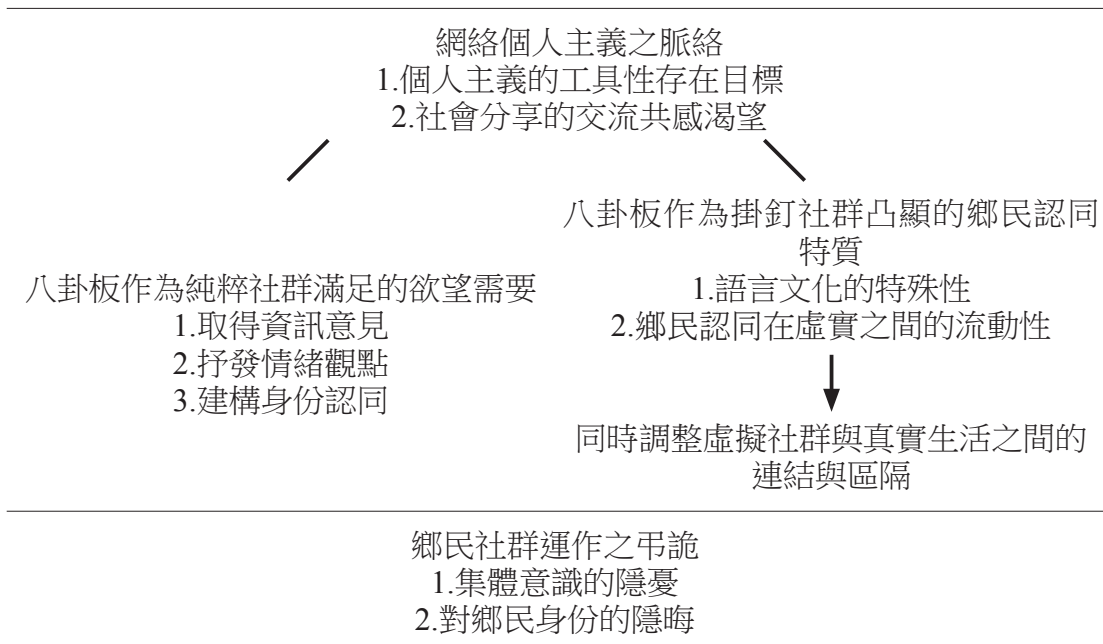 網絡個人主義之脈絡
1.個人主義的工具性存在目標
2.社會分享的交流共感渴望
八卦板作為純粹社群滿足的欲望需要
1.取得資訊意見
2.抒發情緒觀點
3.建構身份認同
八卦板作為掛釘社群凸顯的鄉民認同
特質
1.語言文化的特殊性
2.鄉民認同在虛實之間的流動性
同時調整虛擬社群與真實生活之間的
連結與區隔
鄉民社群運作之弔詭
1.集體意識的隱憂
2.對鄉民身份的隱晦